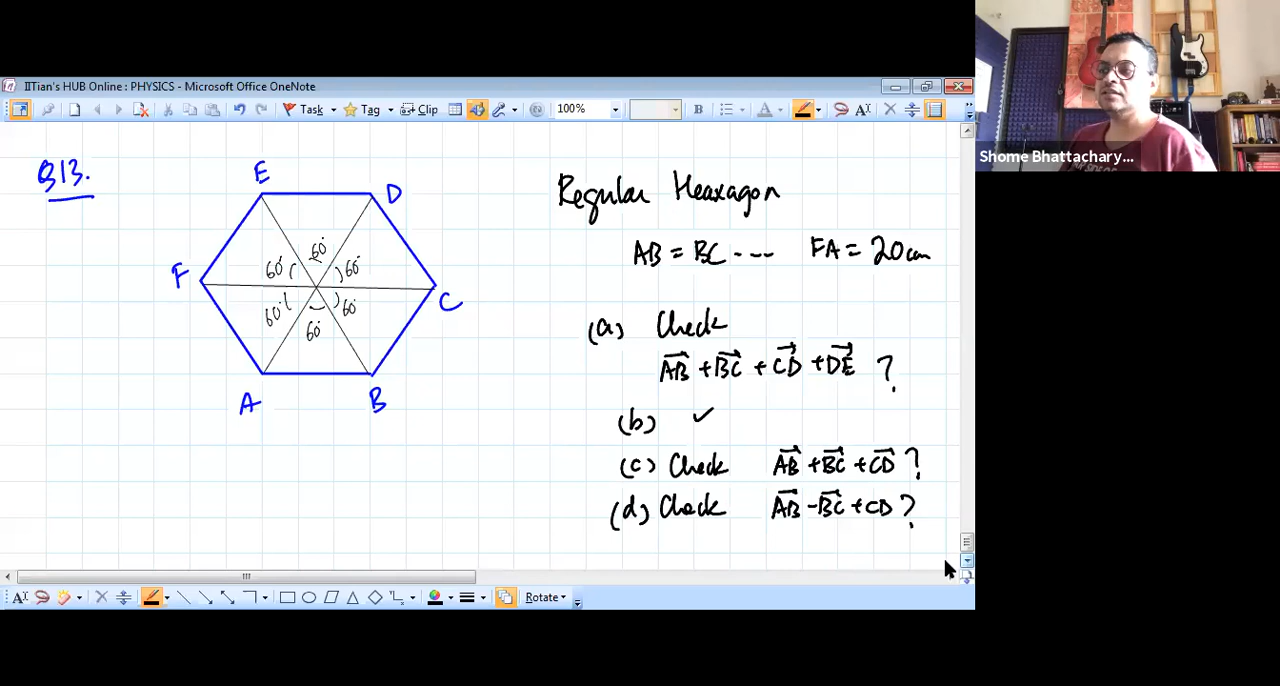 IITian's HUB Online : PHYSICS - Microsoft Office OneNote
Task Tag Clip 100% B A
Q13.
E
D
F
C
A
B
60°
60°
60°
60°
60°
60°
Regular Heaxagon
AB = BC ---- FA = 20cm
(a) Check
AB + BC + CD + DE ?
(b) ✓
(c) Check AB + BC + CD ?
(d) Check AB - BC + CD ?
Rotate
Shome Bhattachary...